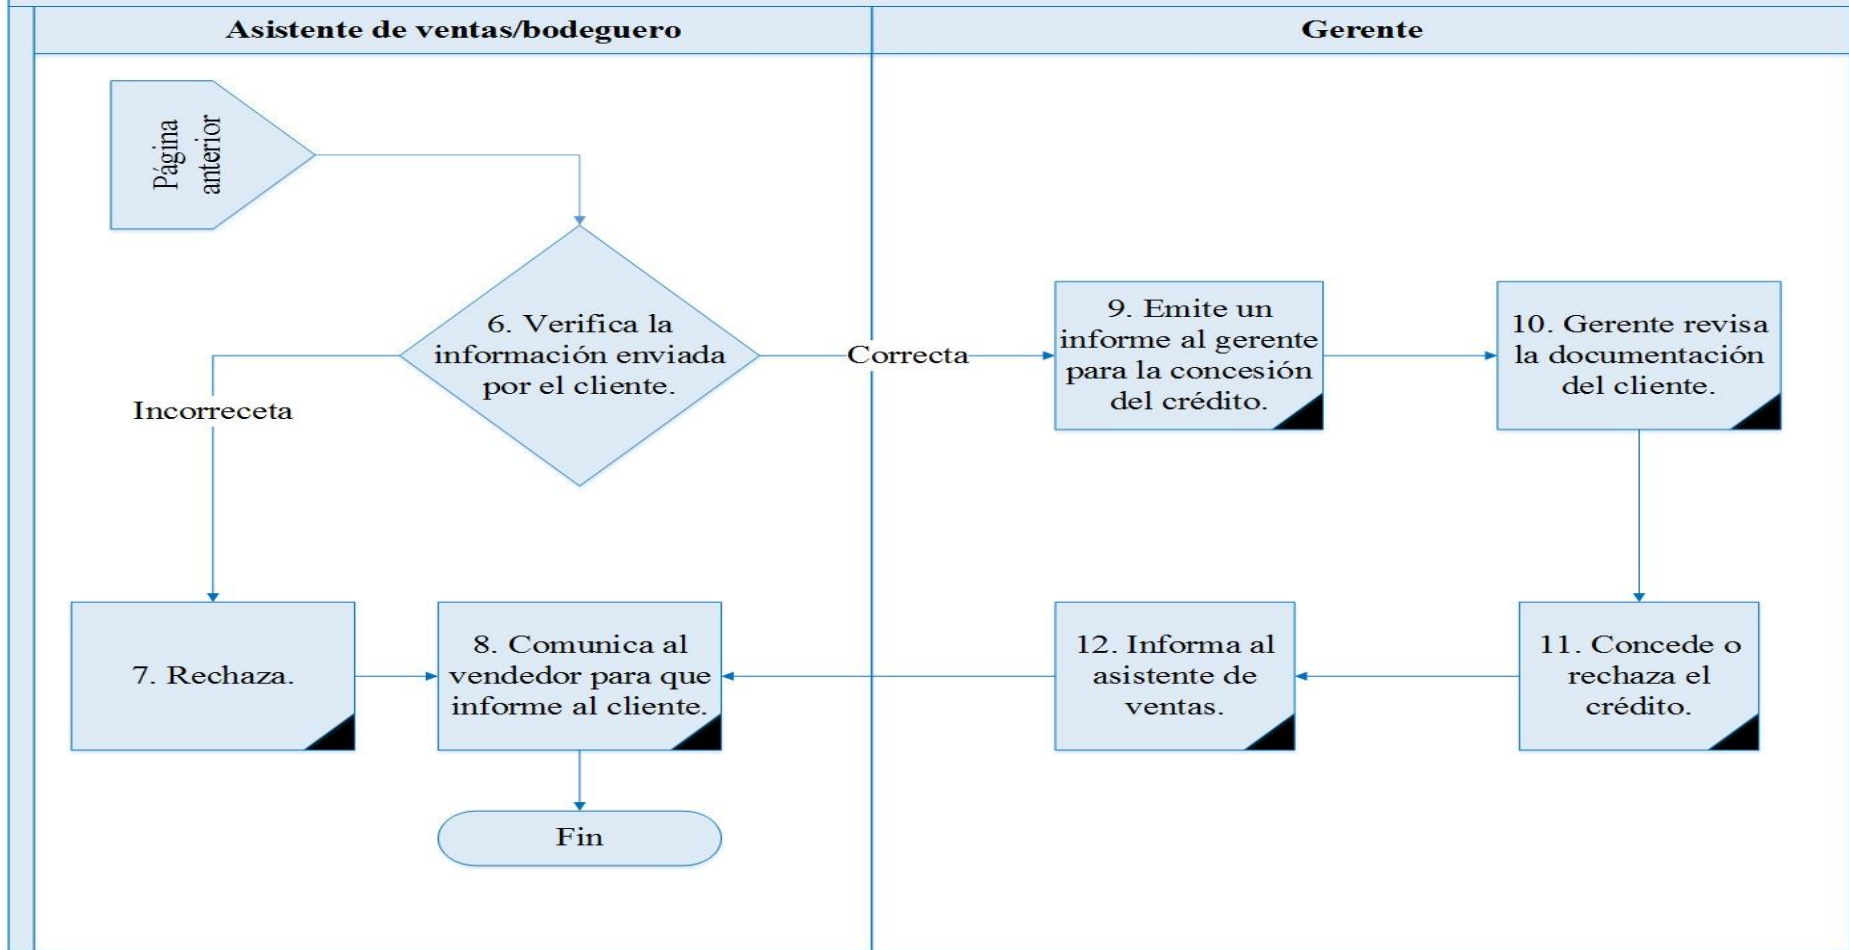 Asistente de ventas/bodeguero
Gerente
Página
anterior
6. Verifica la
información enviada
por el cliente.
Correcta
Incorreceta
9. Emite un
informe al gerente
para la concesión
del crédito.
10. Gerente revisa
la documentación
del cliente.
7. Rechaza.
8. Comunica al
vendedor para que
informe al cliente.
12. Informa al
asistente de
ventas.
11. Concede o
rechaza el
crédito.
Fin